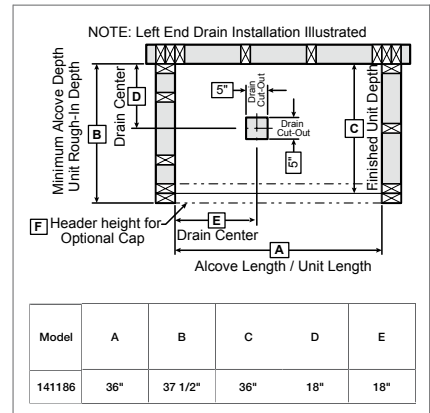 NOTE: Left End Drain Installation Illustrated
Minimum Alcove Depth
Unit Rough-In Depth
B
Drain Center
D
5"
Drain
Cut-Out
Drain
Cut-Out
5"
C
Finished Unit Depth
F Header height for
Optional Cap
E
Drain Center
A
Alcove Length / Unit Length
Model A B C D E
141186 36" 37 1/2" 36" 18" 18"